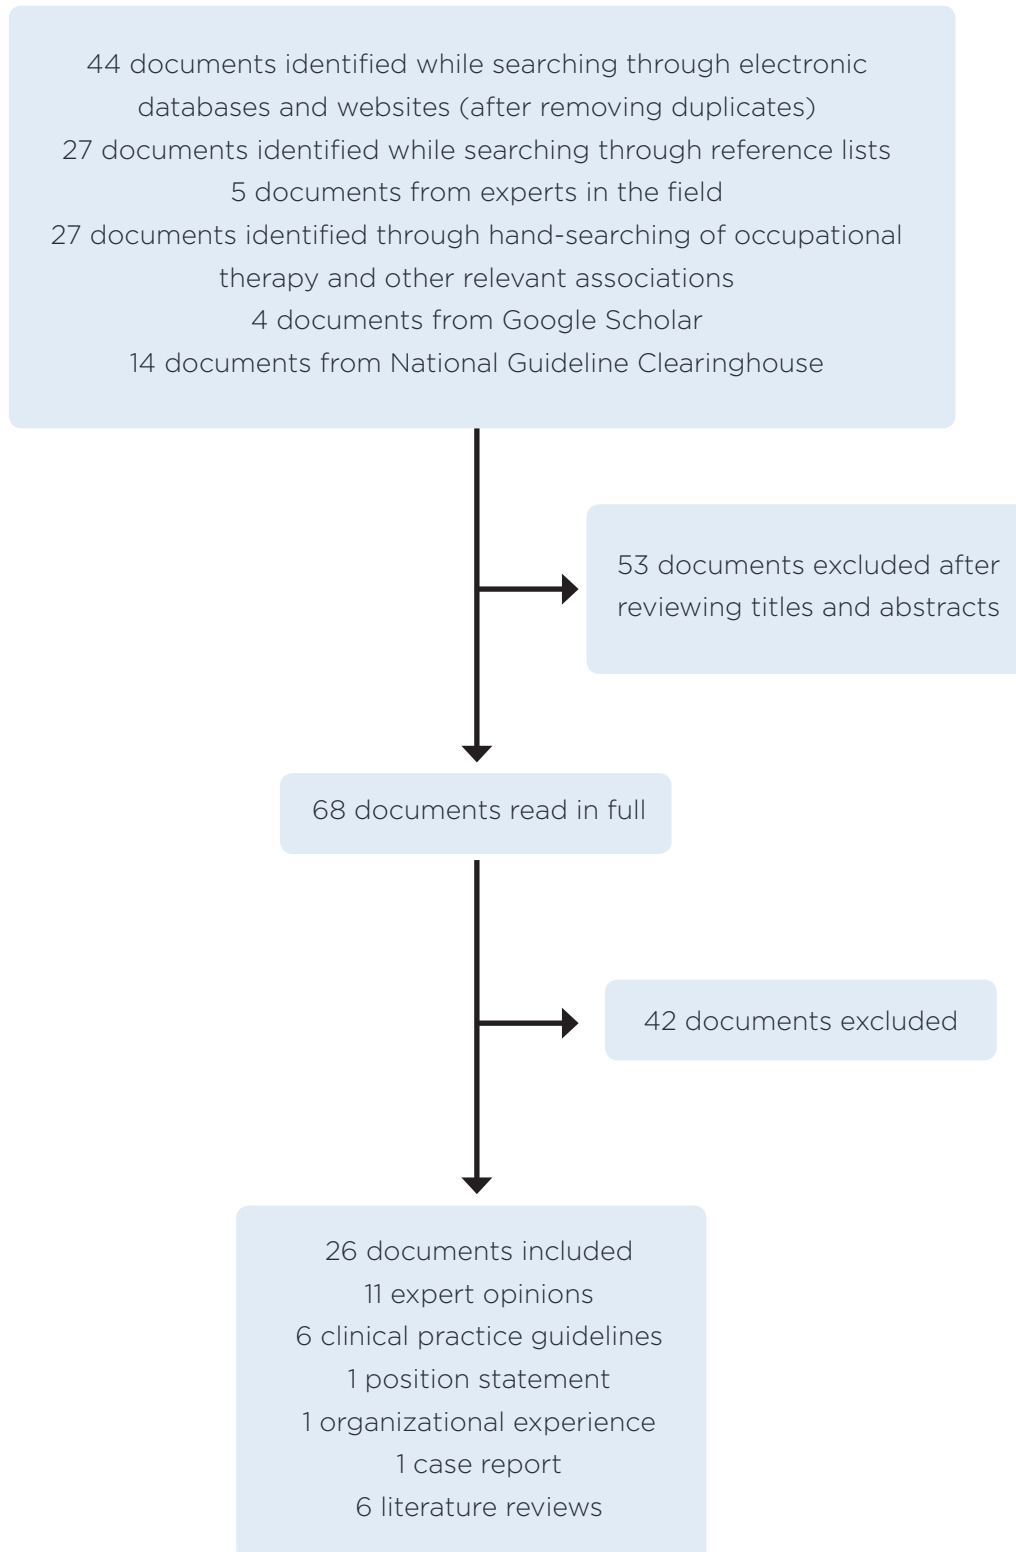 44 documents identified while searching through electronic
databases and websites (after removing duplicates)
27 documents identified while searching through reference lists
5 documents from experts in the field
27 documents identified through hand-searching of occupational
therapy and other relevant associations
4 documents from Google Scholar
14 documents from National Guideline Clearinghouse
53 documents excluded after
reviewing titles and abstracts
68 documents read in full
42 documents excluded
26 documents included
11 expert opinions
6 clinical practice guidelines
1 position statement
1 organizational experience
1 case report
6 literature reviews